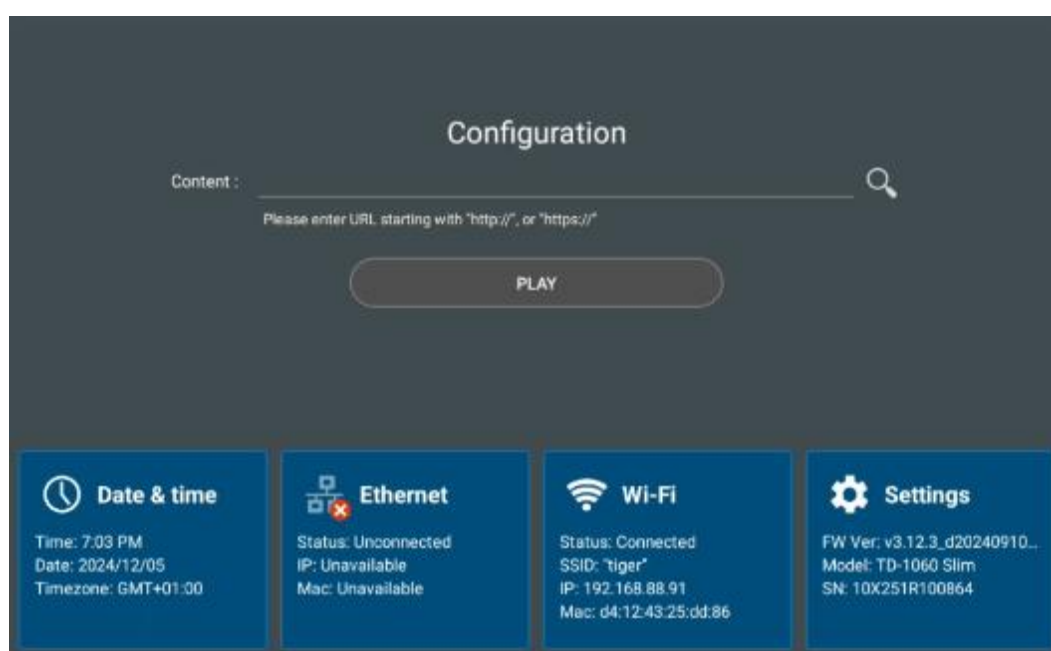 Configuration
Content :
Please enter URL starting with "http://", or "https://"
PLAY
Date & time
Time: 7:03 PM
Date: 2024/12/05
Timezone: GMT+01:00
Ethernet
Status: Unconnected
IP: Unavailable
Mac: Unavailable
Wi-Fi
Status: Connected
SSID: "tiger"
IP: 192.168.88.91
Mac: d4:12:43:25:dd:86
Settings
FW Ver: v3.12.3_d20240910...
Model: TD-1060 Slim
SN: 10X251R100864